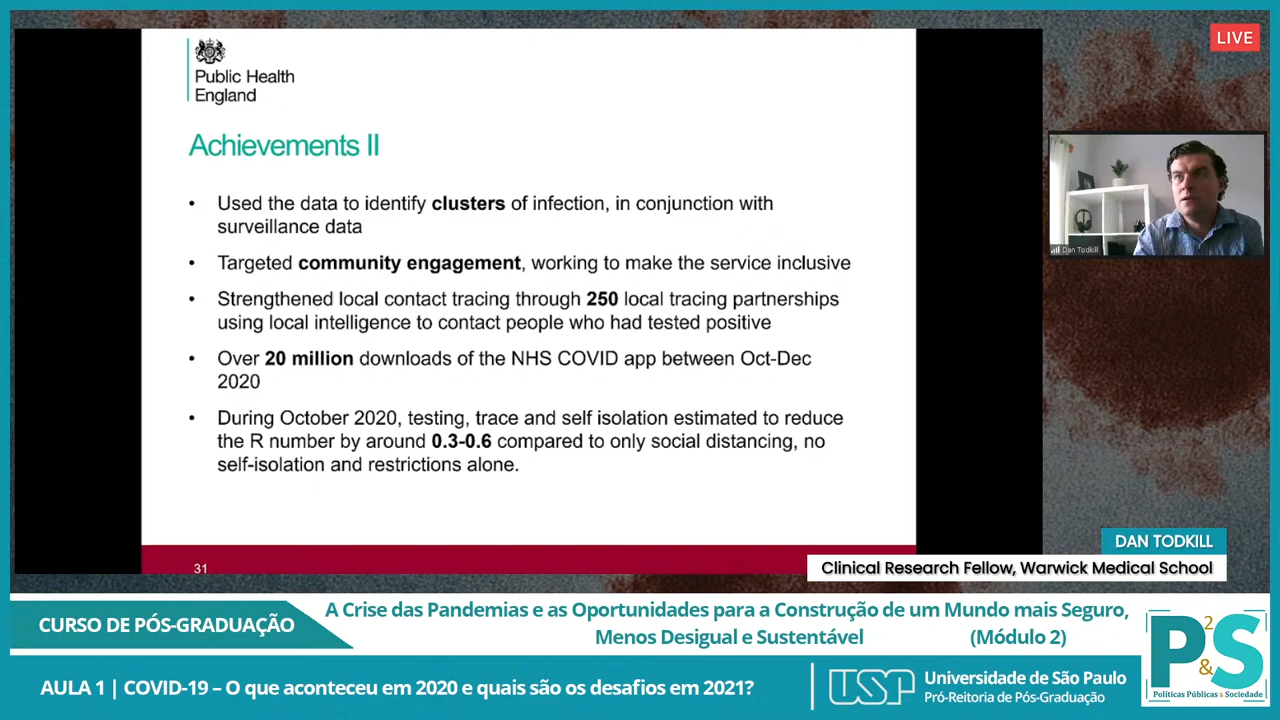 LIVE
Public Health
England
Achievements II
• Used the data to identify clusters of infection, in conjunction with
surveillance data
• Targeted community engagement, working to make the service inclusive
• Strengthened local contact tracing through 250 local tracing partnerships
using local intelligence to contact people who had tested positive
• Over 20 million downloads of the NHS COVID app between Oct-Dec
2020
• During October 2020, testing, trace and self isolation estimated to reduce
the R number by around 0.3-0.6 compared to only social distancing, no
self-isolation and restrictions alone.
31
Dan Todkill
DAN TODKILL
Clinical Research Fellow, Warwick Medical School
CURSO DE PÓS-GRADUAÇÃO
A Crise das Pandemias e as Oportunidades para a Construção de um Mundo mais Seguro,
Menos Desigual e Sustentável (Módulo 2)
AULA 1 | COVID-19 – O que aconteceu em 2020 e quais são os desafios em 2021?
USP
Universidade de São Paulo
Pró-Reitoria de Pós-Graduação
P2&S
Políticas Públicas & Sociedade